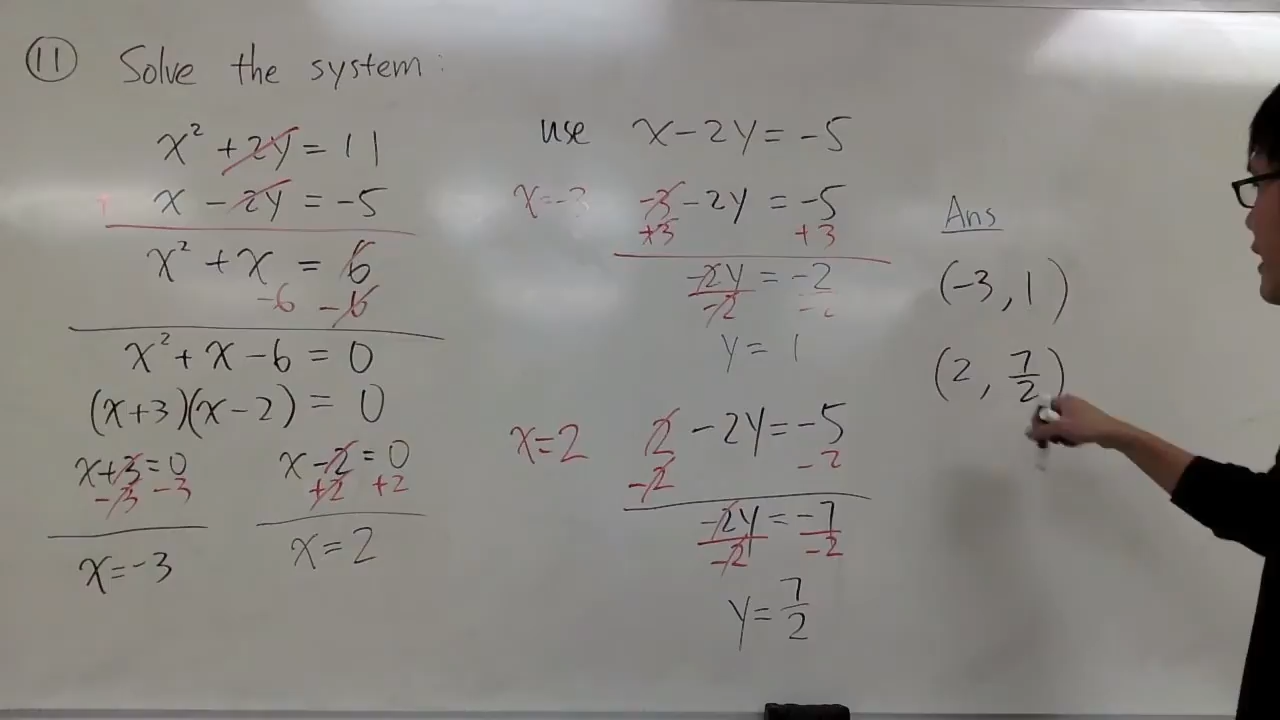 ⑪ Solve the system:
x² + 2y = 11
x - 2y = -5
x² + x = 6
-6 -6
x² + x - 6 = 0
(x+3)(x-2) = 0
x+3=0
-3 -3
x=-3
x-2=0
+2 +2
x=2
use x-2y=-5
x=-3 -3-2y=-5
+3 +3
-2y = -2
-2 -2
y = 1
x=2 2-2y=-5
-2 -2
-2y = -7
-2 -2
y = 7/2
Ans
(-3, 1)
(2, 7/2)